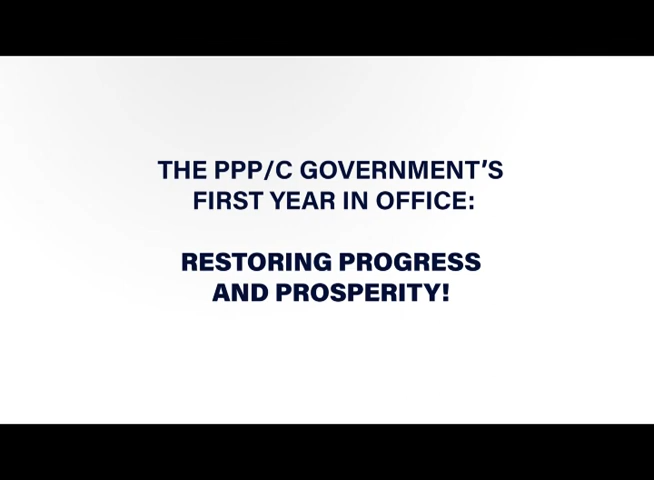 THE PPP/C GOVERNMENT'S
FIRST YEAR IN OFFICE:
RESTORING PROGRESS
AND PROSPERITY!